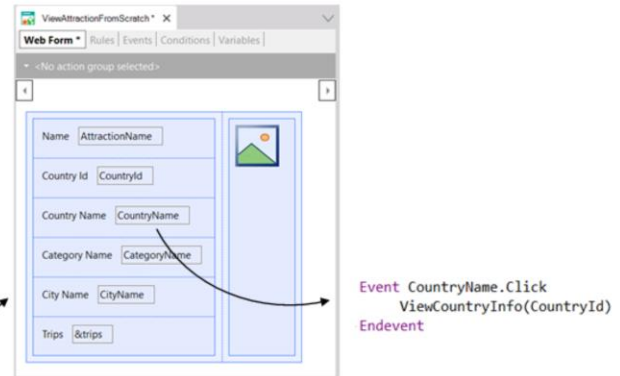 ViewAttractionFromScratch * X
Web Form * Rules Events Conditions Variables
<No action group selected>
Name AttractionName
Country Id CountryId
Country Name CountryName
Category Name CategoryName
City Name CityName
Trips &trips
Event CountryName.Click
ViewCountryInfo(CountryId)
Endevent